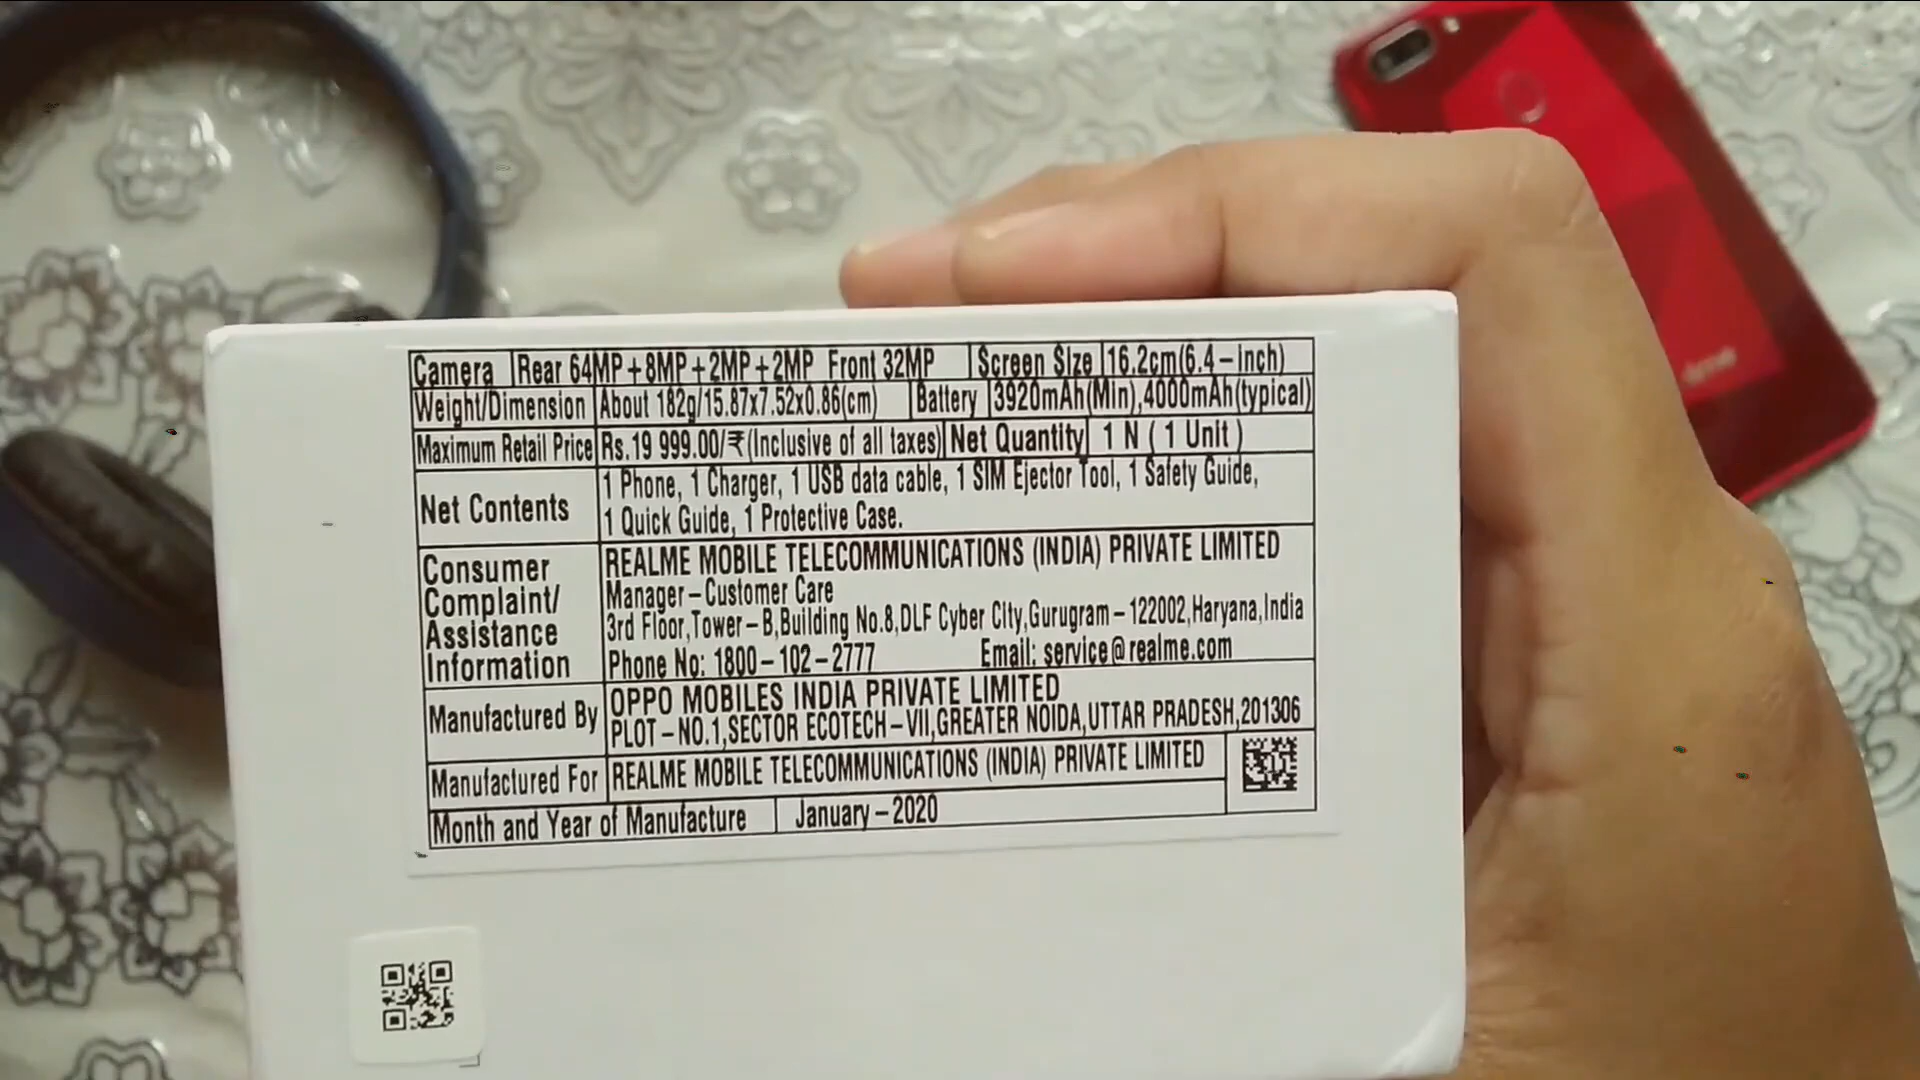 Camera Rear 64MP+8MP+2MP+2MP Front 32MP Screen Size 16.2cm(6.4-inch)
Weight/Dimension About 182g/15.87x7.52x0.86(cm) Battery 3920mAh(Min),4000mAh(typical)
Maximum Retail Price Rs.19 999.00/₹(Inclusive of all taxes) Net Quantity 1 N ( 1 Unit )
Net Contents 1 Phone, 1 Charger, 1 USB data cable, 1 SIM Ejector Tool, 1 Safety Guide,
1 Quick Guide, 1 Protective Case.
Consumer Complaint/ Assistance Information REALME MOBILE TELECOMMUNICATIONS (INDIA) PRIVATE LIMITED
Manager-Customer Care
3rd Floor,Tower-B,Building No.8,DLF Cyber City,Gurugram-122002,Haryana,India
Phone No: 1800-102-2777 Email: service@realme.com
Manufactured By OPPO MOBILES INDIA PRIVATE LIMITED
PLOT-NO.1,SECTOR ECOTECH-VII,GREATER NOIDA,UTTAR PRADESH,201306
Manufactured For REALME MOBILE TELECOMMUNICATIONS (INDIA) PRIVATE LIMITED
Month and Year of Manufacture January-2020